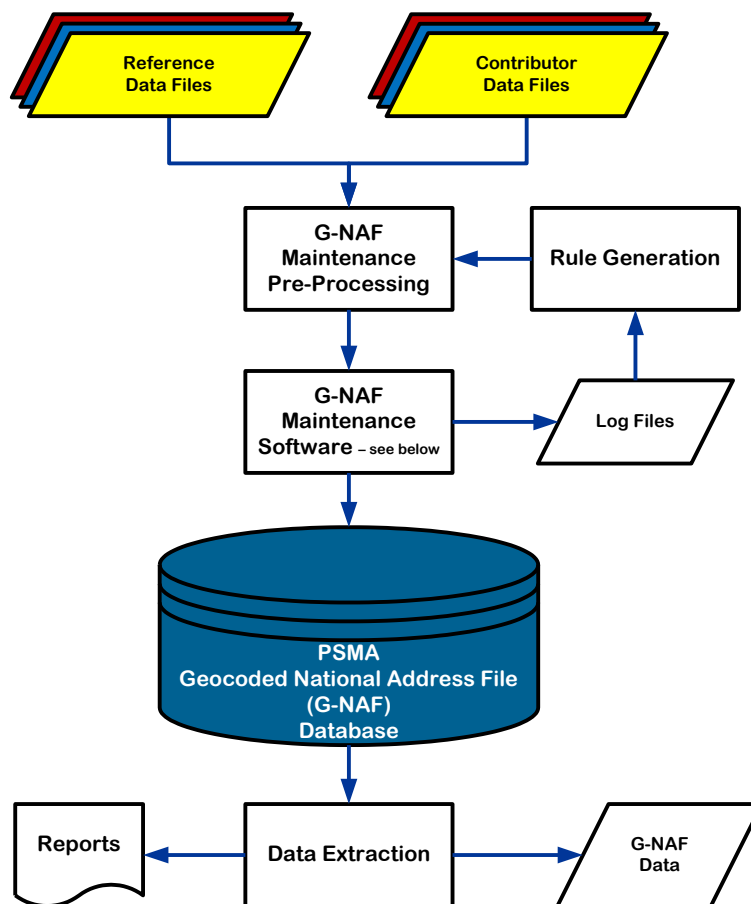 Reference
Data Files
Contributor
Data Files
G-NAF
Maintenance
Pre-Processing
Rule Generation
G-NAF
Maintenance
Software – see below
Log Files
PSMA
Geocoded National Address File
(G-NAF)
Database
Reports
Data Extraction
G-NAF
Data